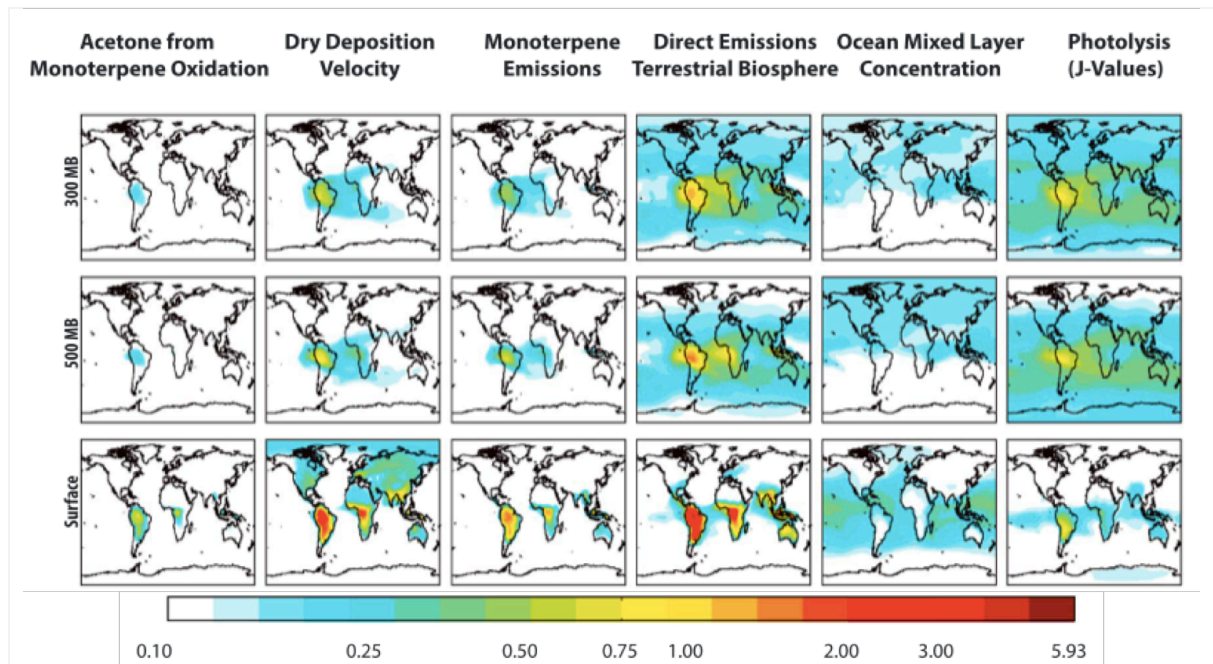 Acetone from
Monoterpene Oxidation
Dry Deposition
Velocity
Monoterpene
Emissions
Direct Emissions
Terrestrial Biosphere
Ocean Mixed Layer
Concentration
Photolysis
(J-Values)
300 MB
500 MB
Surface
0.10 0.25 0.50 0.75 1.00 2.00 3.00 5.93